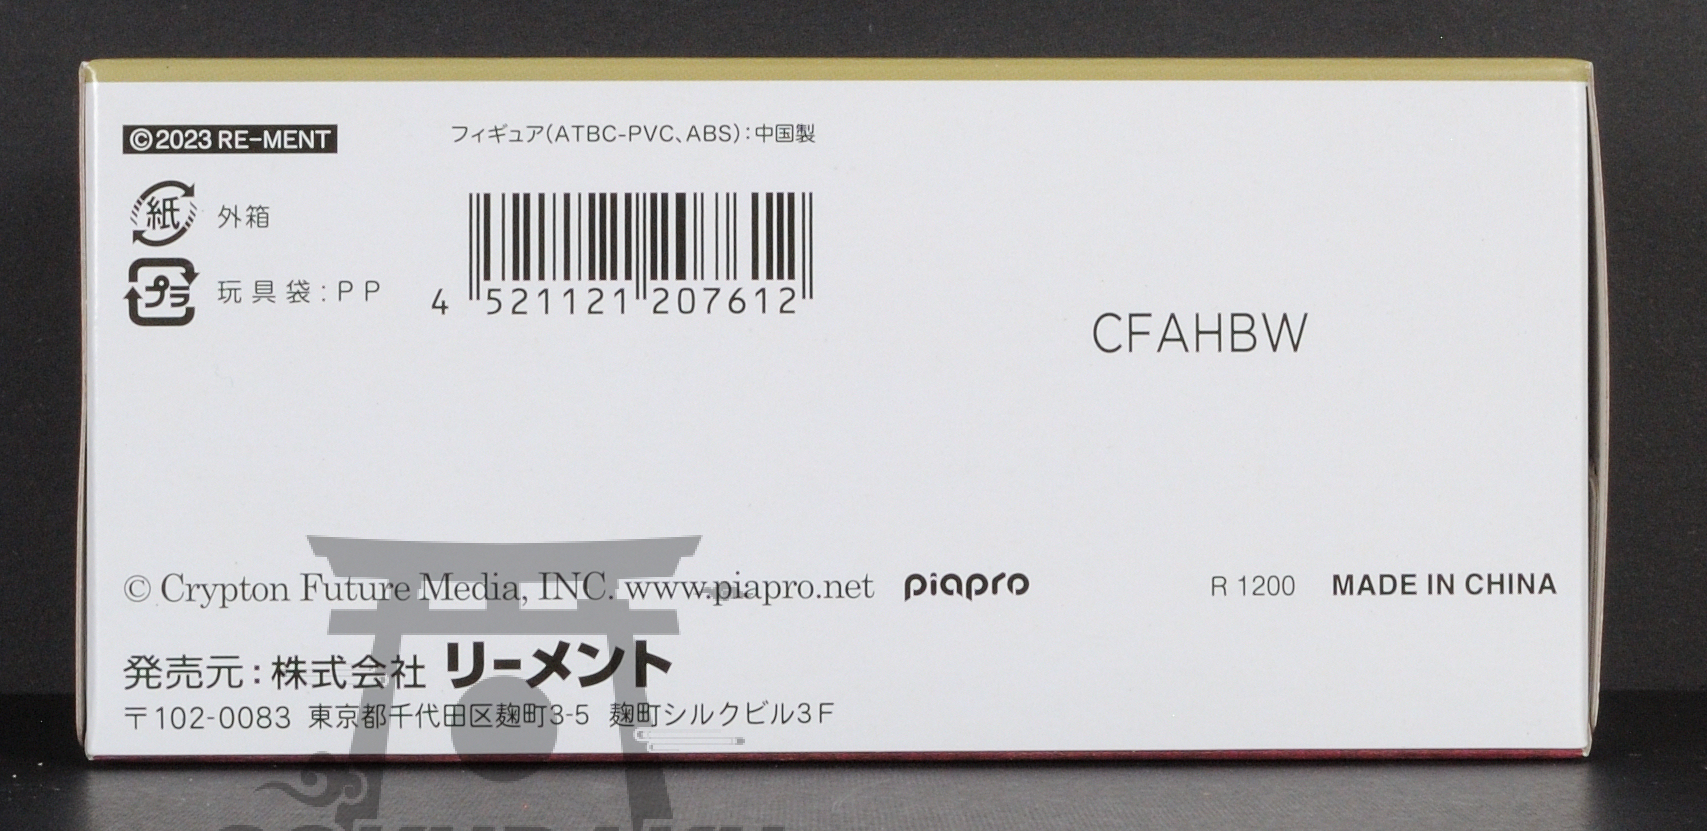 ©2023 RE-MENT
フィギュア(ATBC-PVC、ABS):中国製
紙 外箱
プラ 玩具袋:PP
4 521121 207612
CFAHBW
© Crypton Future Media, INC. www.piapro.net piapro
R 1200 MADE IN CHINA
発売元:株式会社 リーメント
〒102-0083 東京都千代田区麹町3-5 麹町シルクビル3F